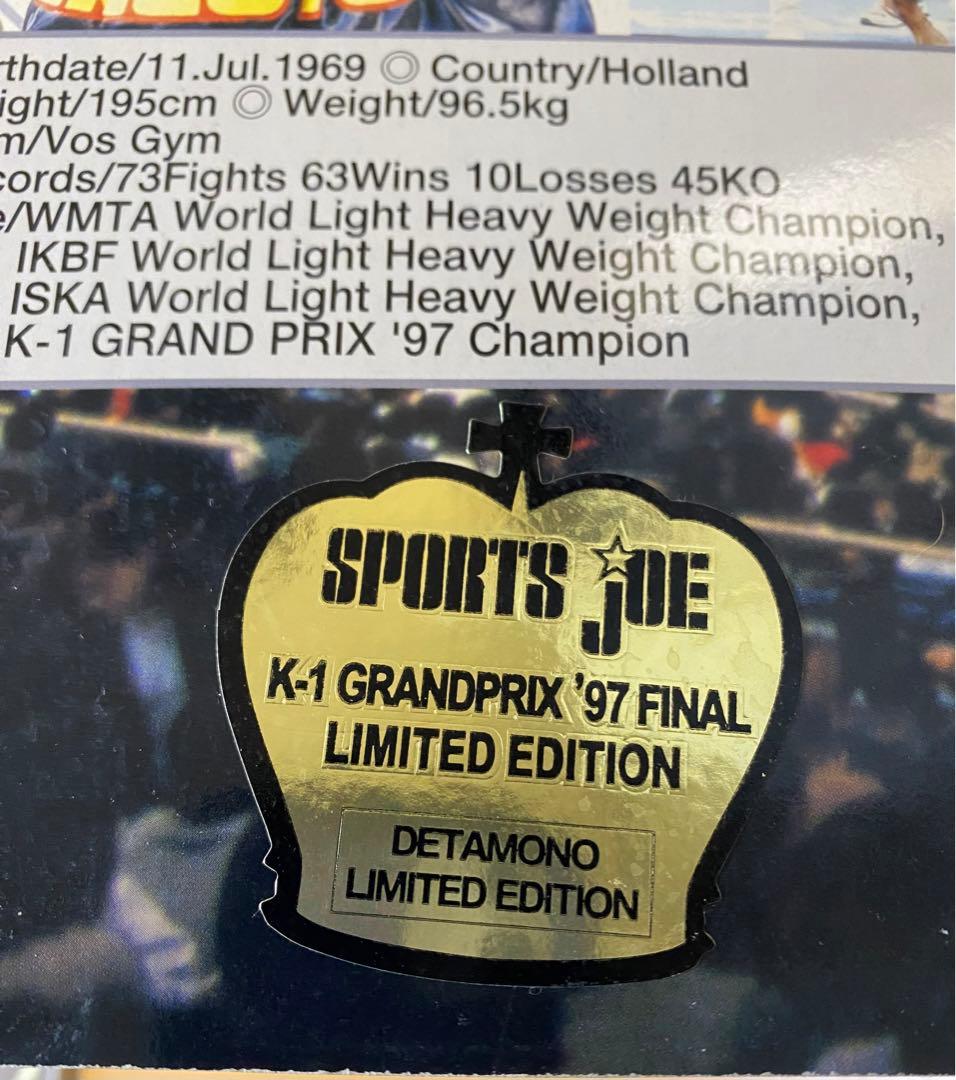 rthdate/11.Jul.1969 ◎ Country/Holland
ight/195cm ◎ Weight/96.5kg
m/Vos Gym
cords/73Fights 63Wins 10Losses 45KO
e/WMTA World Light Heavy Weight Champion,
IKBF World Light Heavy Weight Champion,
ISKA World Light Heavy Weight Champion,
K-1 GRAND PRIX '97 Champion
SPORTS jOE
K-1 GRANDPRIX '97 FINAL
LIMITED EDITION
DETAMONO
LIMITED EDITION